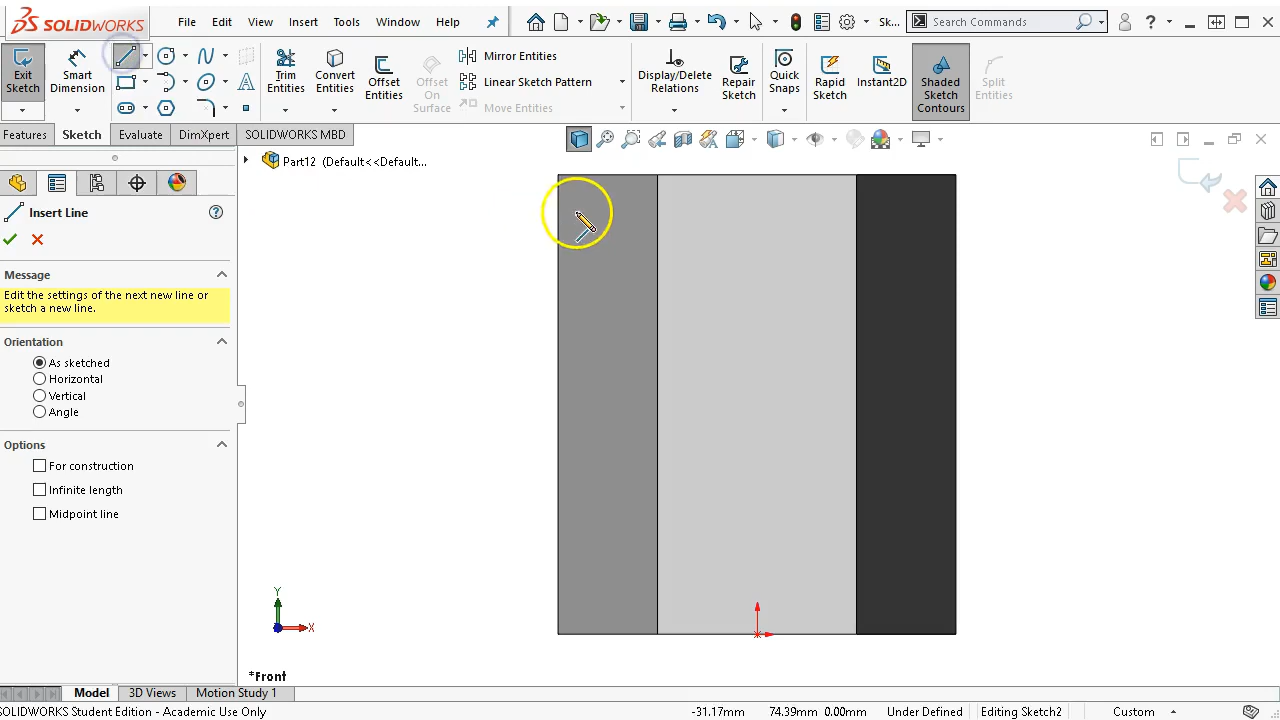 SOLIDWORKS
File Edit View Insert Tools Window Help
Sk...
Search Commands
Exit Sketch
Smart Dimension
Trim Entities
Convert Entities
Offset Entities
Offset On Surface
Mirror Entities
Linear Sketch Pattern
Move Entities
Display/Delete Relations
Repair Sketch
Quick Snaps
Rapid Sketch
Instant2D
Shaded Sketch Contours
Split Entities
Features Sketch Evaluate DimXpert SOLIDWORKS MBD
Part12 (Default<<Default...
Insert Line
Message
Edit the settings of the next new line or
sketch a new line.
Orientation
As sketched
Horizontal
Vertical
Angle
Options
For construction
Infinite length
Midpoint line
Y
X
*Front
Model 3D Views Motion Study 1
SOLIDWORKS Student Edition - Academic Use Only
-31.17mm 74.39mm 0.00mm Under Defined Editing Sketch2 Custom